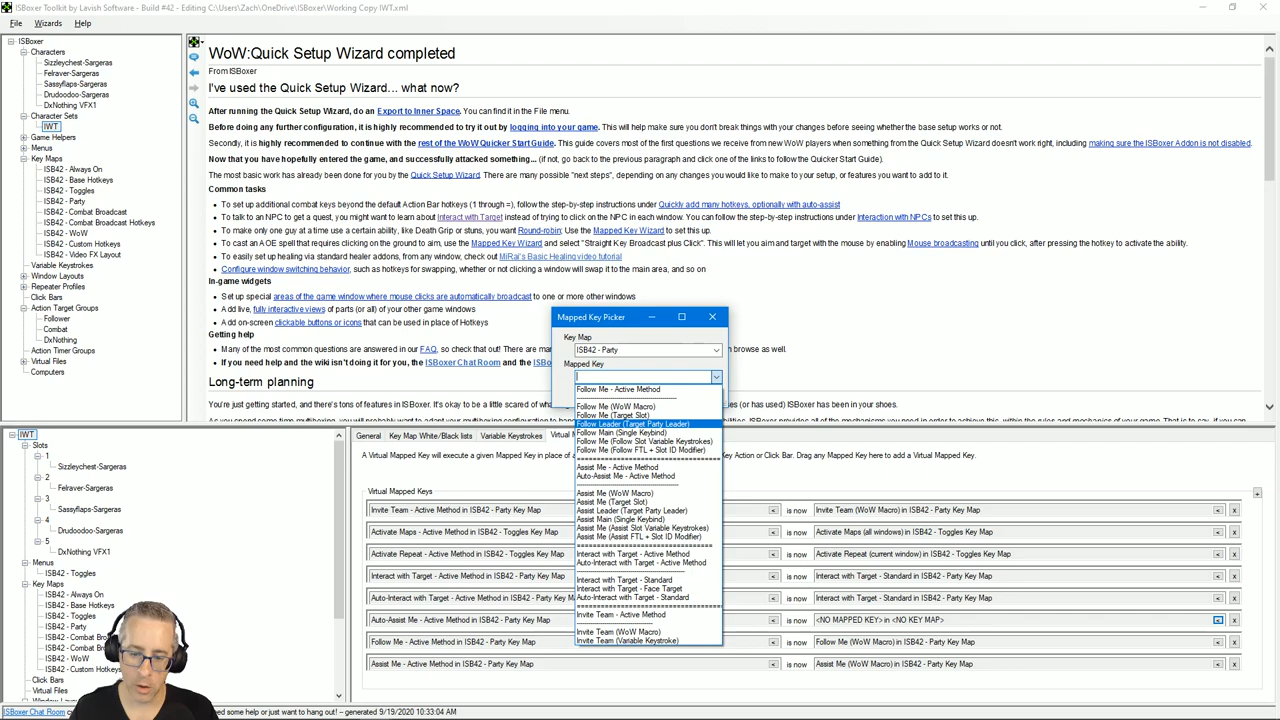 ISBoxer Toolkit by Lavish Software - Build #42 - Editing C:\Users\Zach\OneDrive\ISBoxer\Working Copy IWT.xml
File Wizards Help
ISBoxer
Characters
Sizzleychest-Sargeras
Felraver-Sargeras
Sassyflaps-Sargeras
Drudoodoo-Sargeras
DxNothing VFX1
Character Sets
IWT
Game Helpers
Menus
Key Maps
ISB42 - Always On
ISB42 - Base Hotkeys
ISB42 - Toggles
ISB42 - Party
ISB42 - Combat Broadcast
ISB42 - Combat Broadcast Hotkeys
ISB42 - WoW
ISB42 - Custom Hotkeys
ISB42 - Video FX Layout
Variable Keystrokes
Window Layouts
Repeater Profiles
Click Bars
Action Target Groups
Follower
Combat
DxNothing
Action Timer Groups
Virtual Files
Computers
WoW:Quick Setup Wizard completed
From ISBoxer
I've used the Quick Setup Wizard... what now?
After running the Quick Setup Wizard, do an Export to Inner Space. You can find it in the File menu.
Before doing any further configuration, it is highly recommended to try it out by logging into your game. This will help make sure you don't break things with your changes before seeing whether the base setup works or not.
Secondly, it is highly recommended to continue with the rest of the WoW Quicker Start Guide. This guide covers most of the first questions we receive from new WoW players when something from the Quick Setup Wizard doesn't work right, including making sure the ISBoxer Addon is not disabled.
Now that you have hopefully entered the game, and successfully attacked something... (if not, go back to the previous paragraph and click one of the links to follow the Quicker Start Guide).
The most basic work has already been done for you by the Quick Setup Wizard. There are many possible "next steps", depending on any changes you would like to make to your setup, or features you want to add to it.
Common tasks
• To set up additional combat keys beyond the default Action Bar hotkeys (1 through =), follow the step-by-step instructions under Quickly add many hotkeys, optionally with auto-assist
• To talk to an NPC to get a quest, you might want to learn about Interact with Target instead of trying to click on the NPC in each window. You can follow the step-by-step instructions under Interaction with NPCs to set this up.
• To make only one guy at a time use a certain ability, like Death Grip or stuns, you want Round-robin; Use the Mapped Key Wizard to set this up.
• To cast an AOE spell that requires clicking on the ground to aim, use the Mapped Key Wizard and select "Straight Key Broadcast plus Click". This will let you aim and target with the mouse by enabling Mouse broadcasting until you click, after pressing the hotkey to activate the ability.
• To easily set up healing via standard healer addons, from any window, check out MiRai's Basic Healing video tutorial
• Configure window switching behavior, such as hotkeys for swapping, whether or not clicking a window will swap it to the main area, and so on
In-game widgets
• Set up special areas of the game window where mouse clicks are automatically broadcast to one or more other windows
• Add live, fully interactive views of part (or all) of your other game windows
• Add on-screen clickable buttons or icons that can be used in place of Hotkeys
Getting help
• Many of the most common questions are answered in our FAQ, so check that out! There are man
browse as well.
• If you need help and the wiki isn't doing it for you, the ISBoxer Chat Room and the ISBo
Long-term planning
Mapped Key Picker
Key Map
ISB42 - Party
Mapped Key
Follow Me - Active Method
Follow Me (WoW Macro)
Follow Me (Target Slot)
Follow Leader (Target Party Leader)
Follow Main (Single Keybind)
Follow Me (Follow Slot Variable Keystrokes)
Follow Me (Follow FTL + Slot ID Modifier)
Assist Me - Active Method
Auto-Assist Me - Active Method
Assist Me (WoW Macro)
Assist Me (Target Slot)
Assist Leader (Target Party Leader)
Assist Main (Single Keybind)
Assist Me (Assist Slot Variable Keystrokes)
Assist Me (Assist FTL + Slot ID Modifier)
Interact with Target - Active Method
Auto-Interact with Target - Active Method
Interact with Target - Standard
Interact with Target - Face Target
Auto-Interact with Target - Standard
Invite Team - Active Method
Invite Team (WoW Macro)
Invite Team (Variable Keystroke)
IWT
Slots
1
Sizzleychest-Sargeras
2
Felraver-Sargeras
3
Sassyflaps-Sargeras
4
Drudoodoo-Sargeras
5
DxNothing VFX1
Menus
ISB42 - Toggles
Key Maps
ISB42 - Always On
ISB42 - Base Hotkeys
ISB42 - Toggles
ISB42 - Party
ISB42 - Combat Broa
ISB42 - Combat Broa
ISB42 - WoW
ISB42 - Custom Hotkeys
Click Bars
Virtual Files
General Key Map White/Black lists Variable Keystrokes Virtual M
A Virtual Mapped Key will execute a given Mapped Key in place of a
Key Action or Click Bar. Drag any Mapped Key here to add a Virtual Mapped Key.
Virtual Mapped Keys
Invite Team - Active Method in ISB42 - Party Key Map < is now Invite Team (WoW Macro) in ISB42 - Party Key Map < x
Activate Maps - Active Method in ISB42 - Toggles Key Map < is now Activate Maps (all windows) in ISB42 - Toggles Key Map < x
Activate Repeat - Active Method in ISB42 - Toggles Key Map < is now Activate Repeat (current window) in ISB42 - Toggles Key Map < x
Interact with Target - Active Method in ISB42 - Party Key Map < is now Interact with Target - Standard in ISB42 - Party Key Map < x
Auto-Interact with Target - Active Method in ISB42 - Party Key M < is now Interact with Target - Standard in ISB42 - Party Key Map < x
Auto-Assist Me - Active Method in ISB42 - Party Key Map < is now <NO MAPPED KEY> in <NO KEY MAP> < x
Follow Me - Active Method in ISB42 - Party Key Map < is now Follow Me (WoW Macro) in ISB42 - Party Key Map < x
Assist Me - Active Method in ISB42 - Party Key Map < is now Assist Me (WoW Macro) in ISB42 - Party Key Map < x
ISBoxer Chat Room
ed some help or just want to hang out! -- generated 9/19/2020 10:33:04 AM